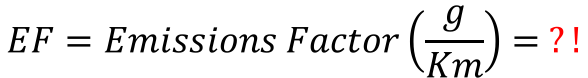 EF = Emissions Factor (g/Km) = ?!